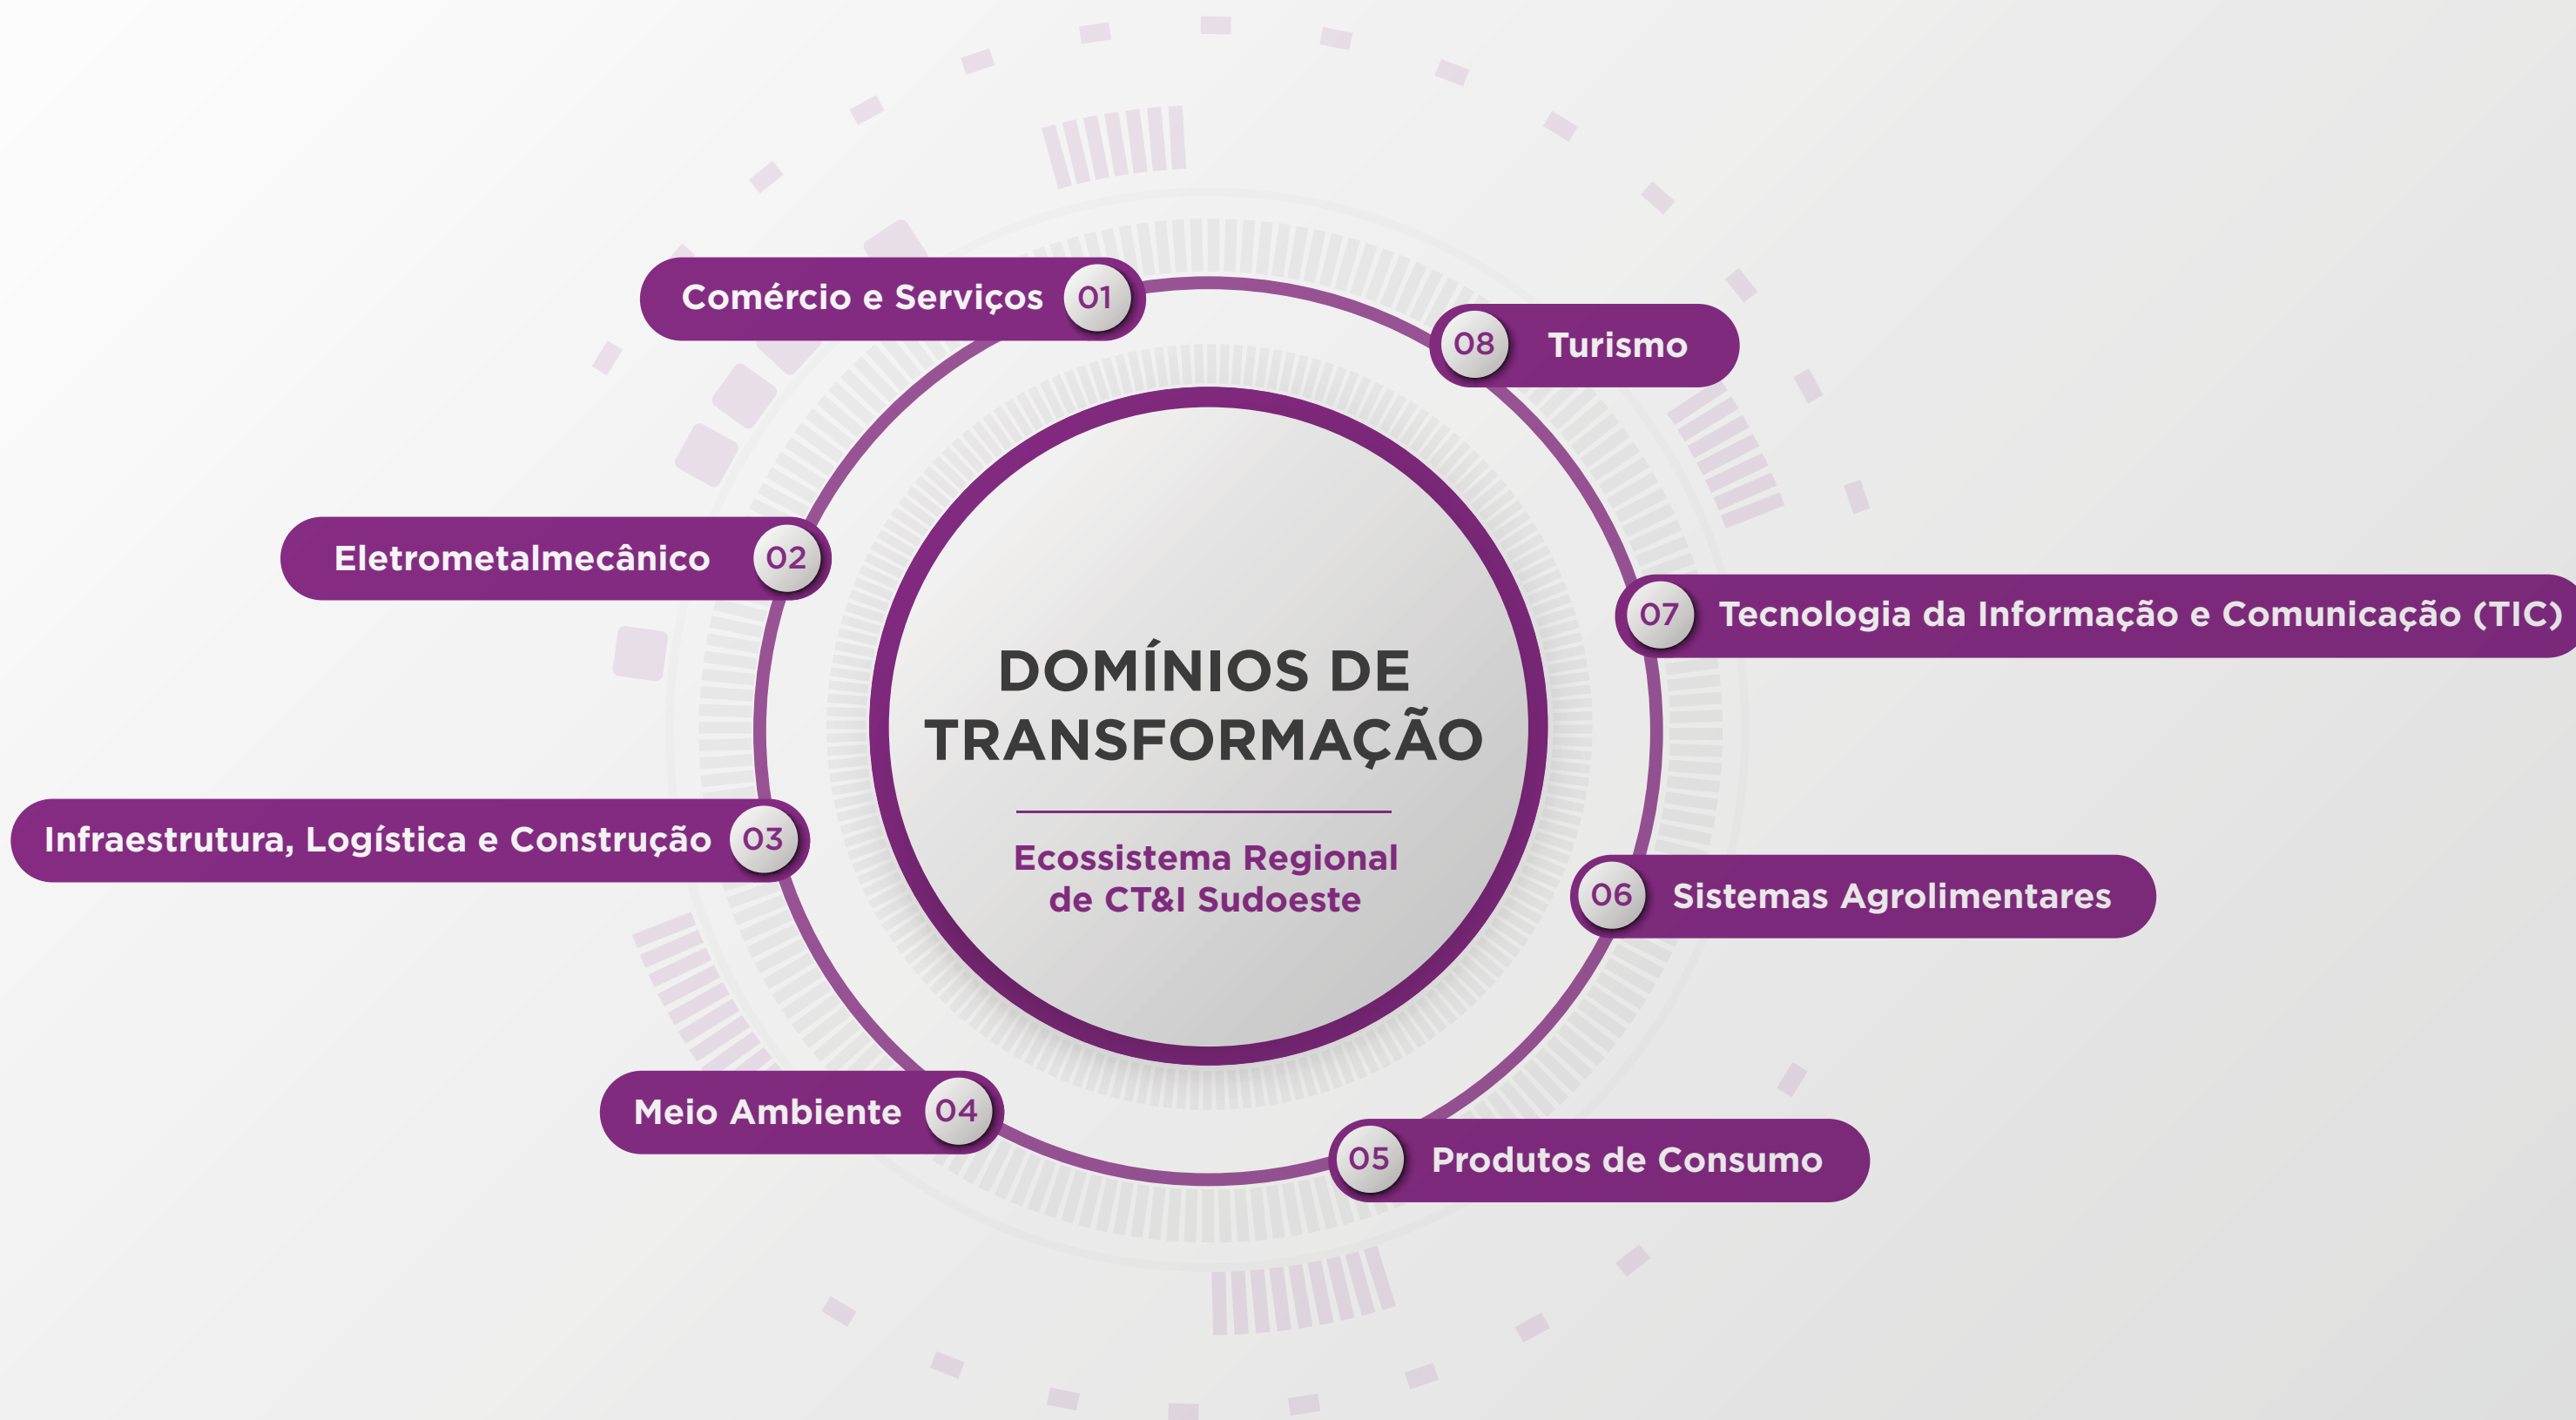 Comércio e Serviços 01
Eletrometalmecânico 02
Infraestrutura, Logística e Construção 03
Meio Ambiente 04
DOMÍNIOS DE
TRANSFORMAÇÃO
Ecossistema Regional
de CT&I Sudoeste
05 Produtos de Consumo
06 Sistemas Agrolimentares
07 Tecnologia da Informação e Comunicação (TIC)
08 Turismo